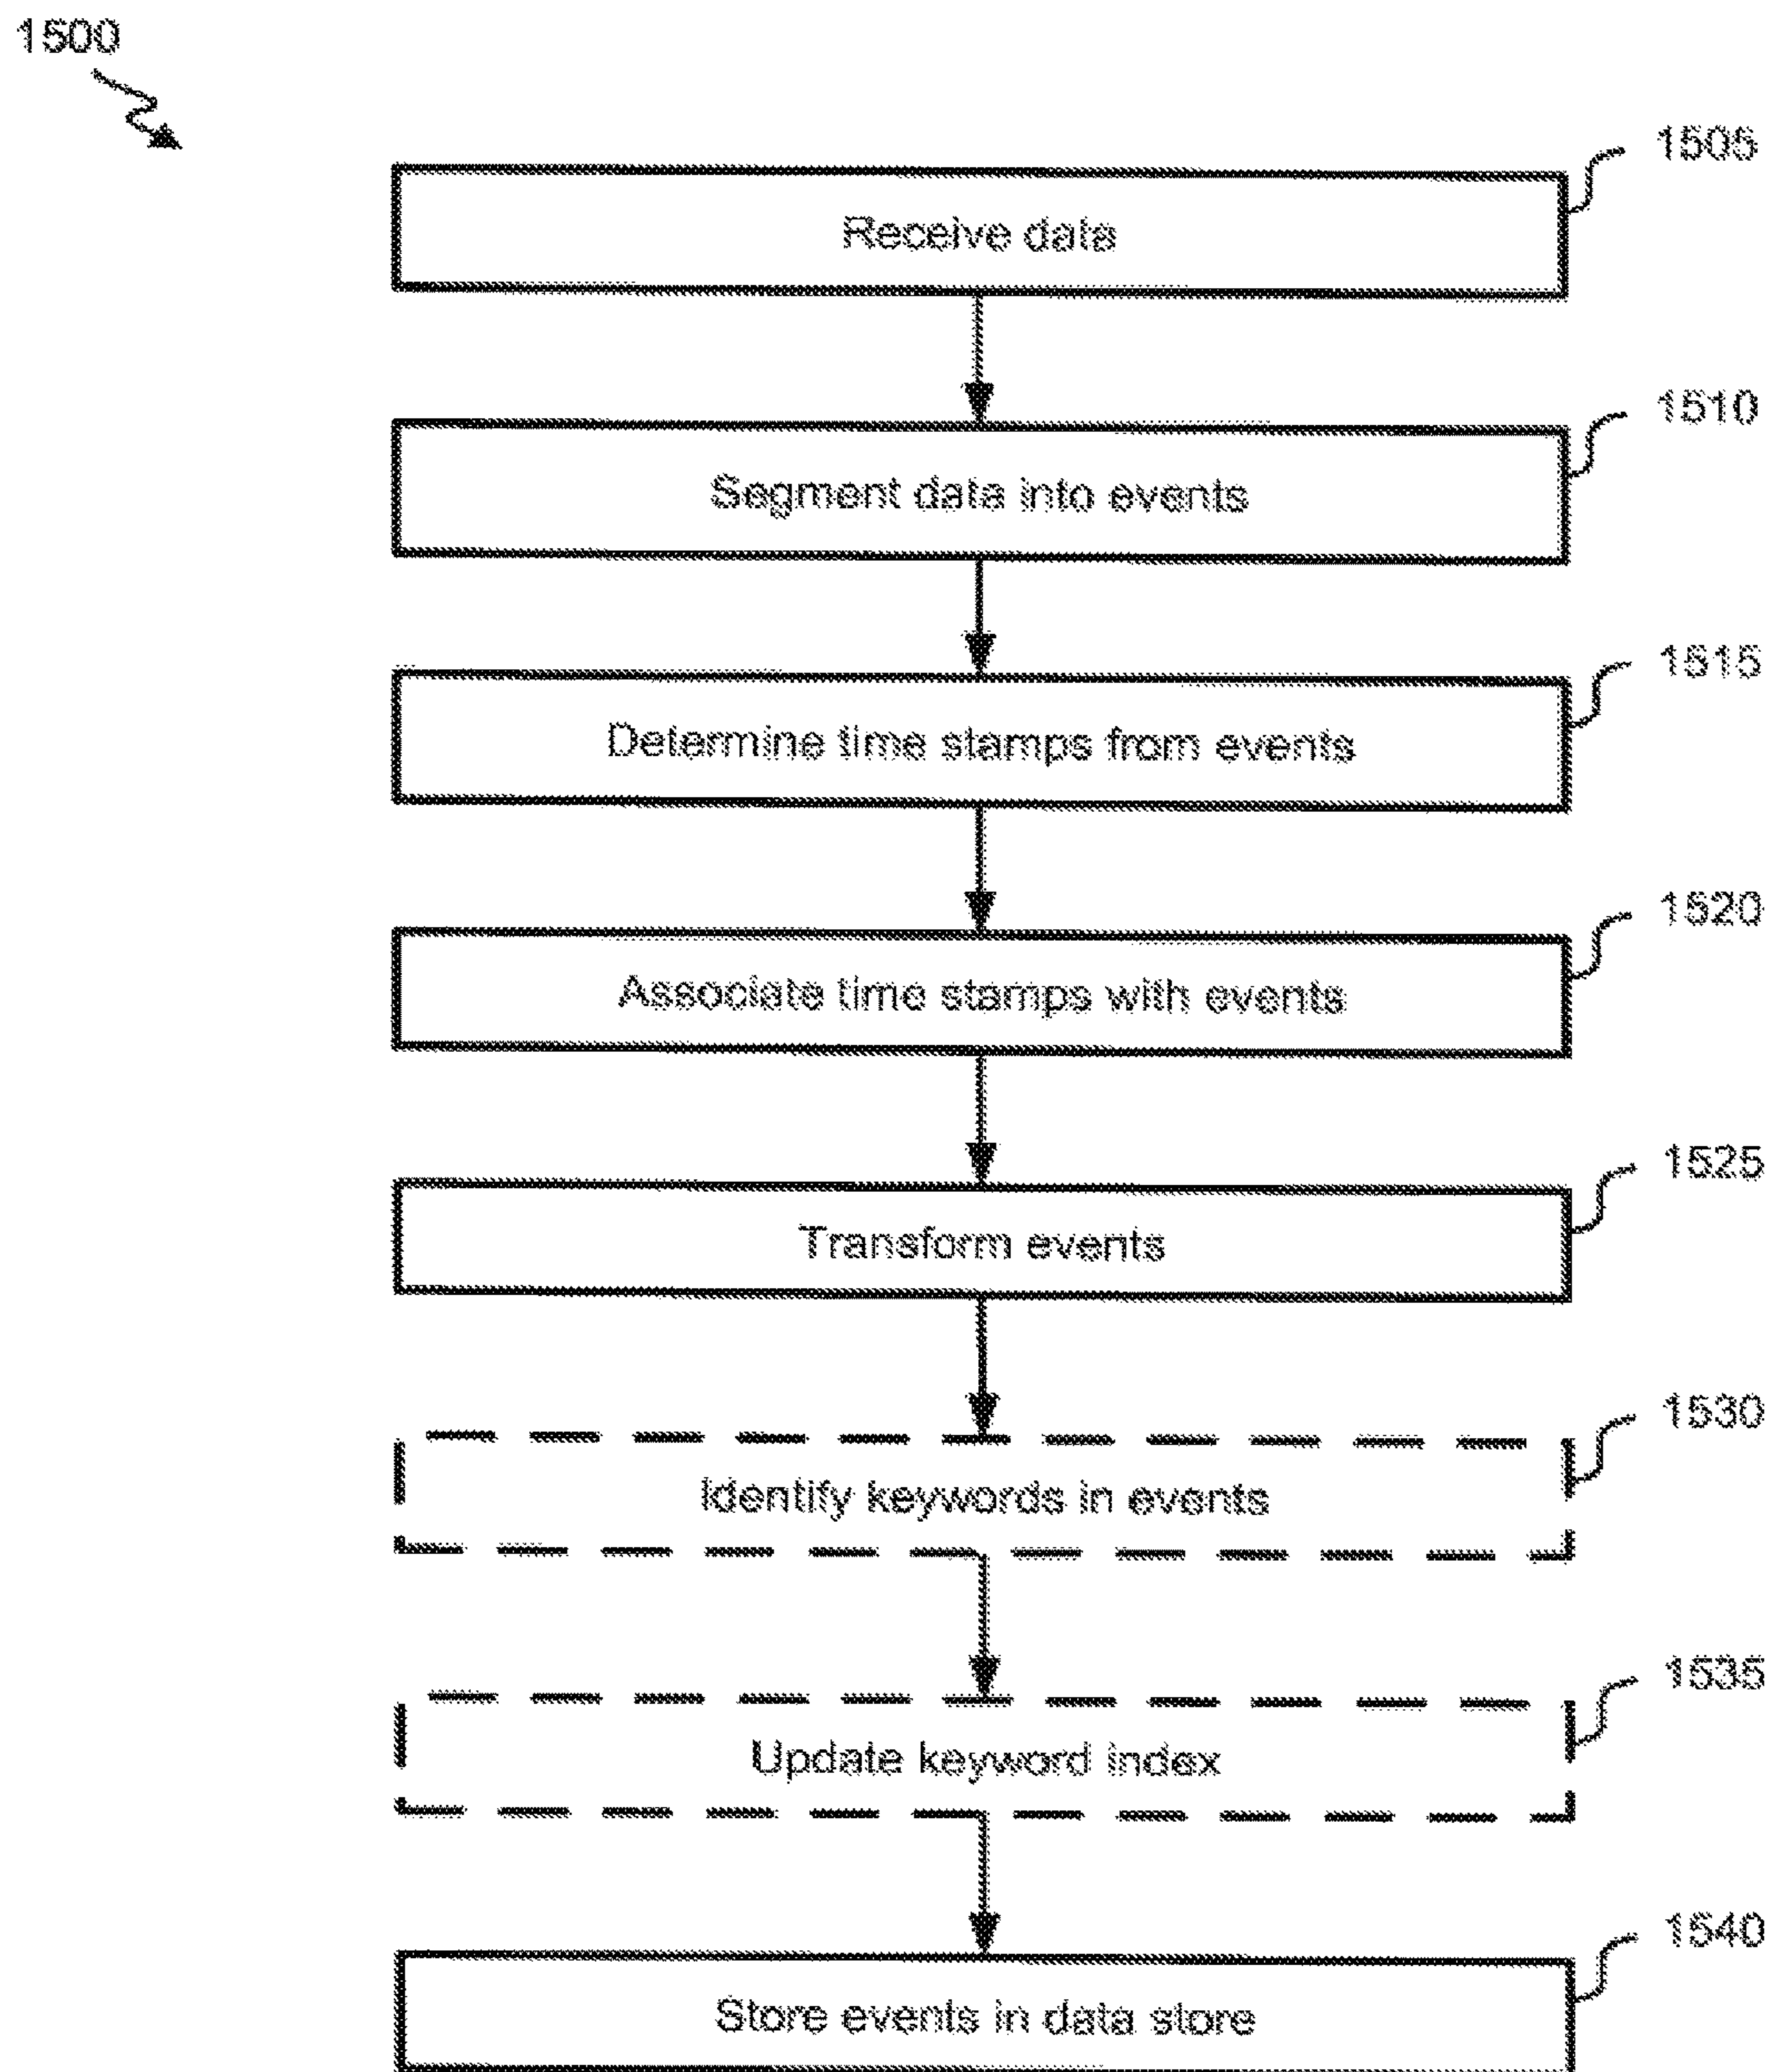 1500
1505
Receive data
1510
Segment data into events
1515
Determine time stamps from events
1520
Associate time stamps with events
1525
Transform events
1530
Identify keywords in events
1535
Update keyword index
1540
Store events in data store